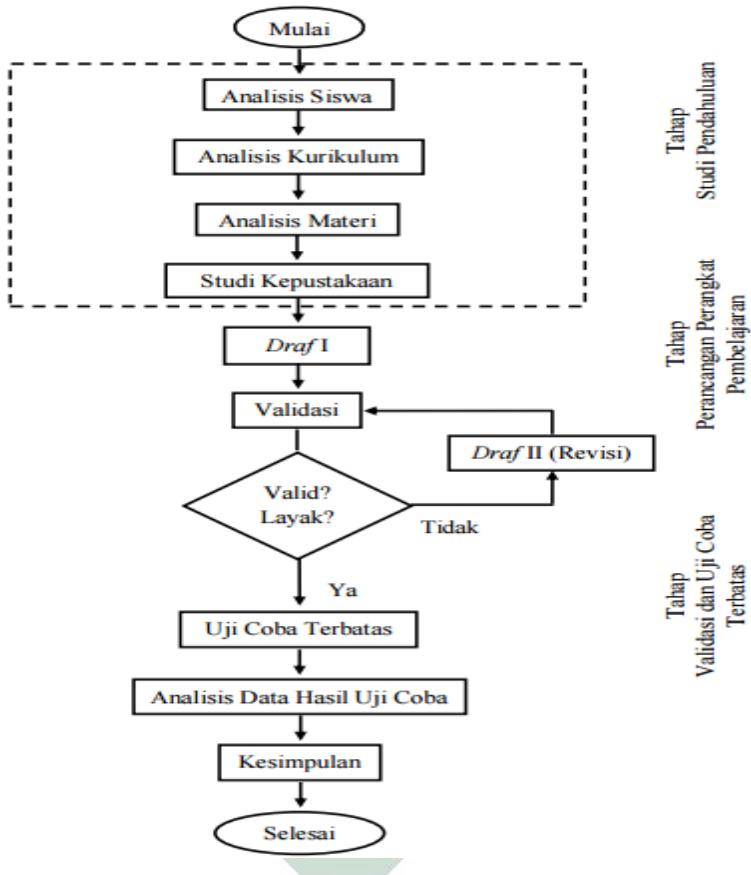 Mulai
Analisis Siswa
Analisis Kurikulum
Analisis Materi
Studi Kepustakaan
Draf I
Validasi
Draf II (Revisi)
Valid?
Layak?
Tidak
Ya
Uji Coba Terbatas
Analisis Data Hasil Uji Coba
Kesimpulan
Selesai
Tahap
Studi Pendahuluan
Tahap
Perancangan Perangkat
Pembelajaran
Tahap
Validasi dan Uji Coba
Terbatas